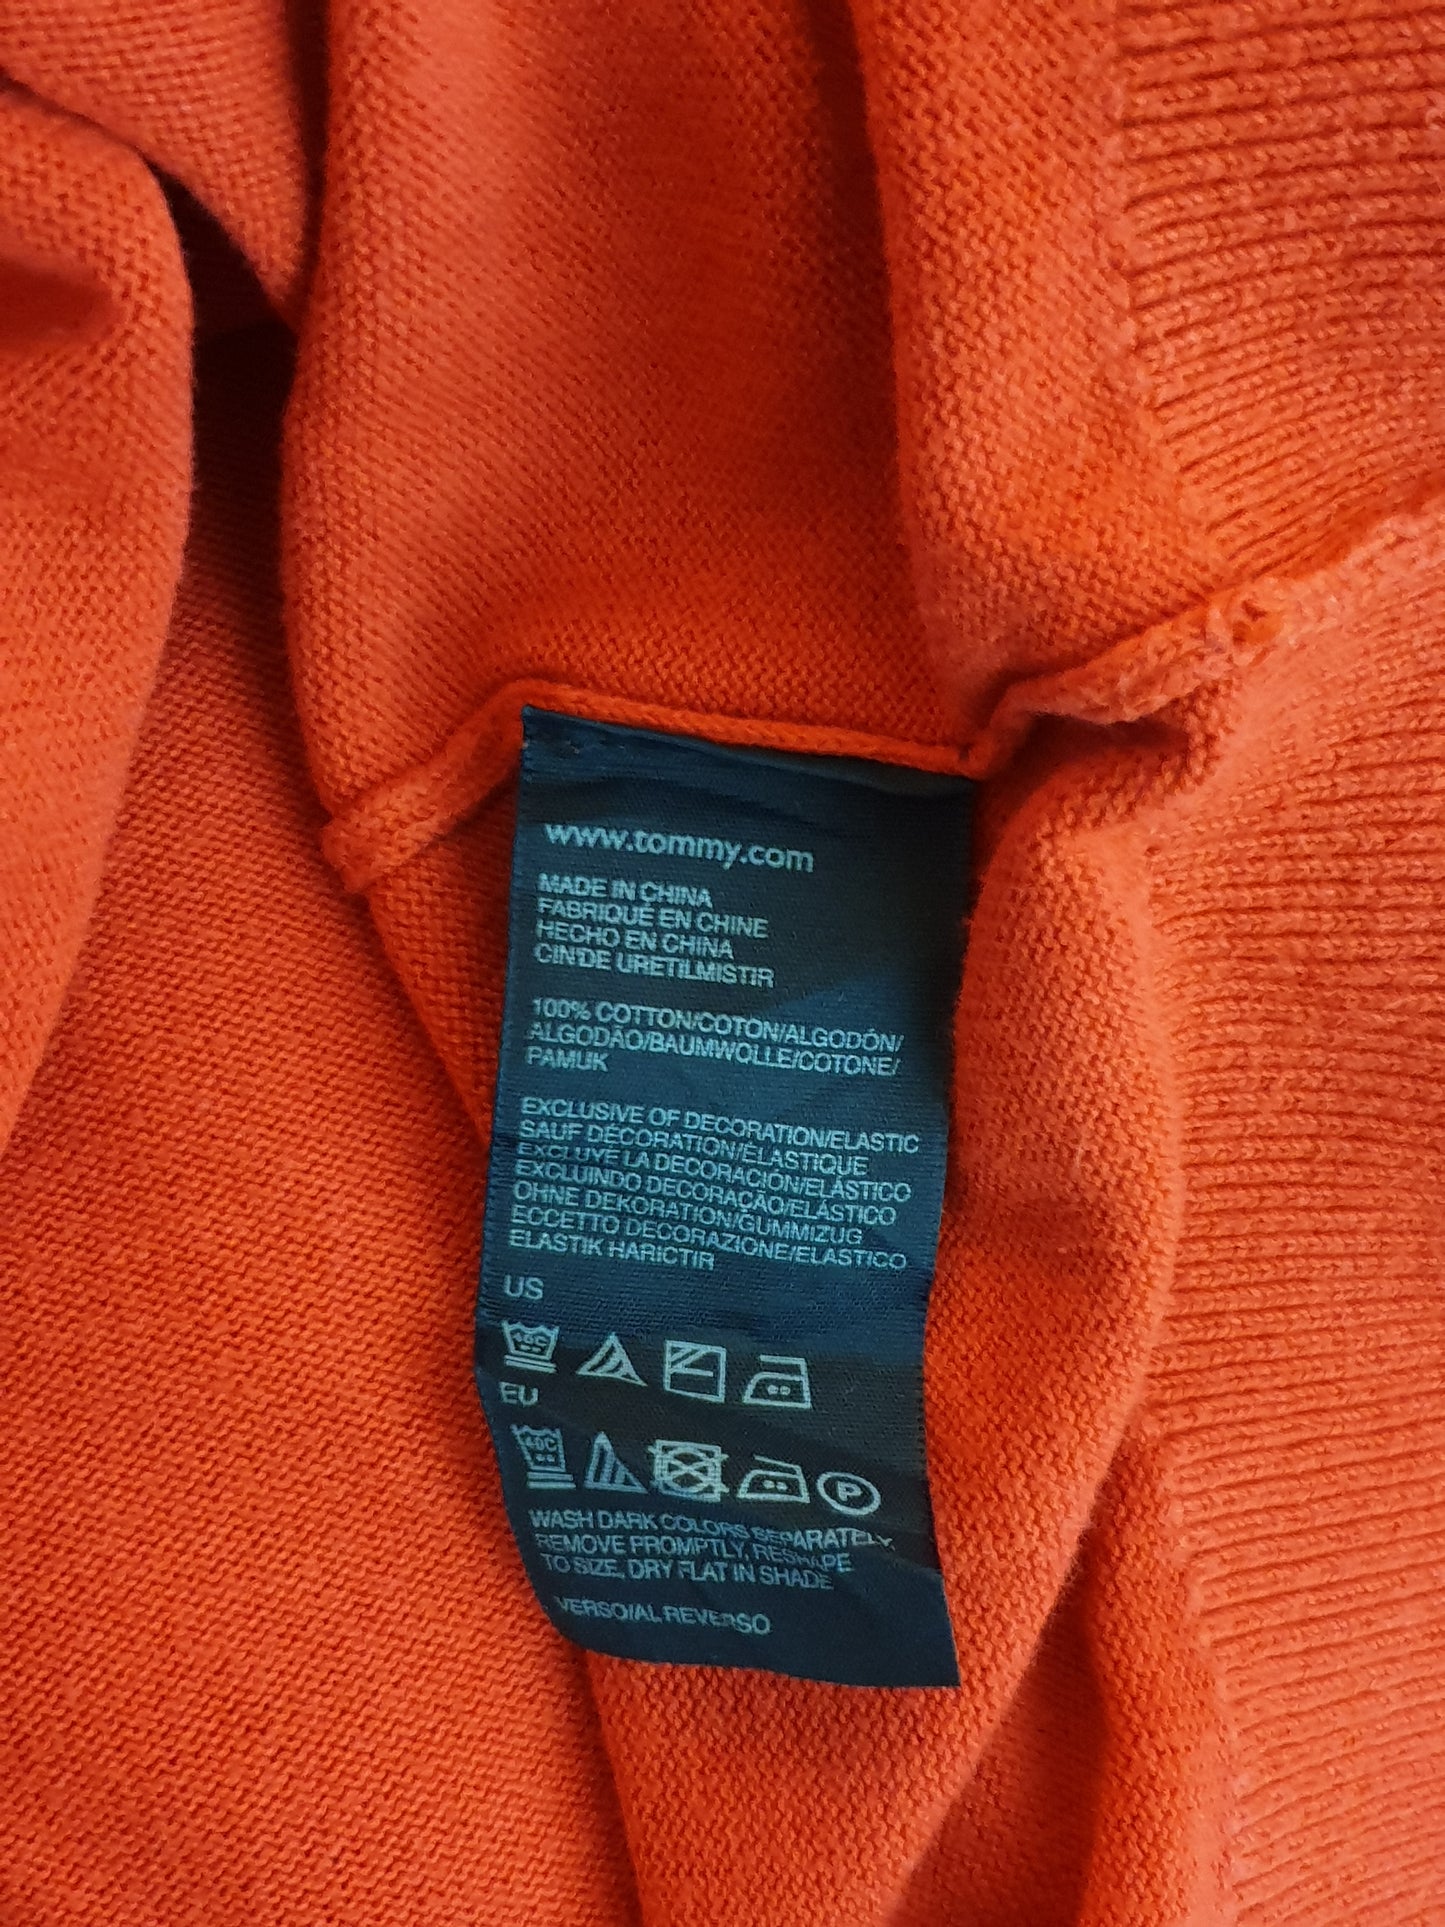 www.tommy.com
MADE IN CHINA
FABRIQUÉ EN CHINE
HECHO EN CHINA
CIN'DE URETILMISTIR
100% COTTON/COTON/ALGODÓN/
ALGODÃO/BAUMWOLLE/COTONE/
PAMUK
EXCLUSIVE OF DECORATION/ELASTIC
SAUF DÉCORATION/ÉLASTIQUE
EXCLUYE LA DECORACION/ELÁSTICO
EXCLUINDO DECORAÇÃO/ELÁSTICO
OHNE DEKORATION/GUMMIZUG
ECCETTO DECORAZIONE/ELASTICO
ELASTIK HARICTIR
US
40C
EU
40C
P
WASH DARK COLORS SEPARATELY,
REMOVE PROMPTLY, RESHAPE
TO SIZE, DRY FLAT IN SHADE
VERSO/AL REVERSO